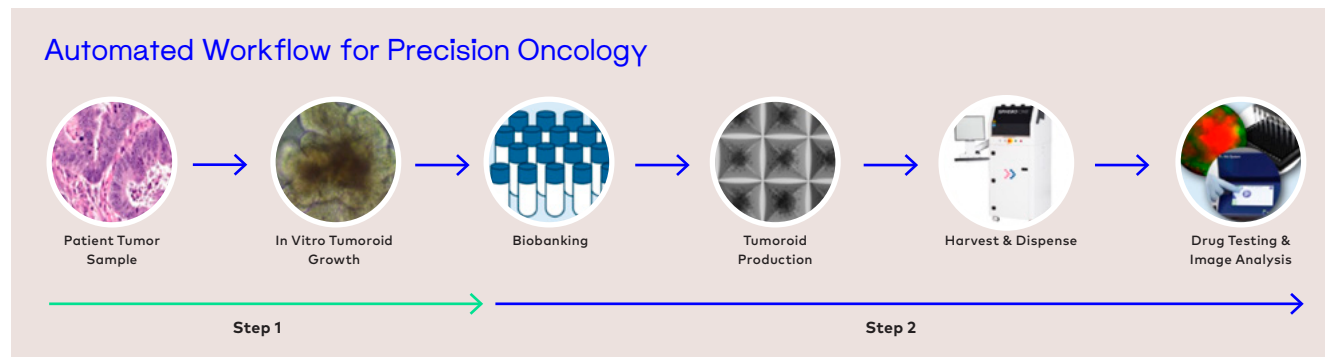 Automated Workflow for Precision Oncology
Patient Tumor
Sample
In Vitro Tumoroid
Growth
Biobanking
Tumoroid
Production
Harvest & Dispense
Drug Testing &
Image Analysis
Step 1
Step 2